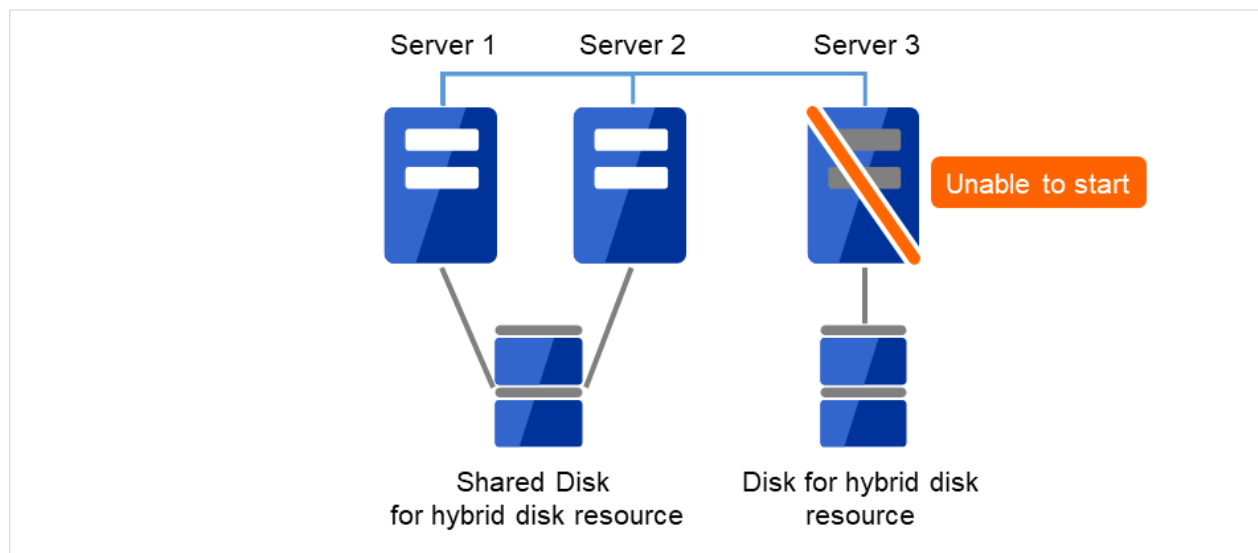 Server 1
Server 2
Server 3
Unable to start
Shared Disk
for hybrid disk resource
Disk for hybrid disk
resource